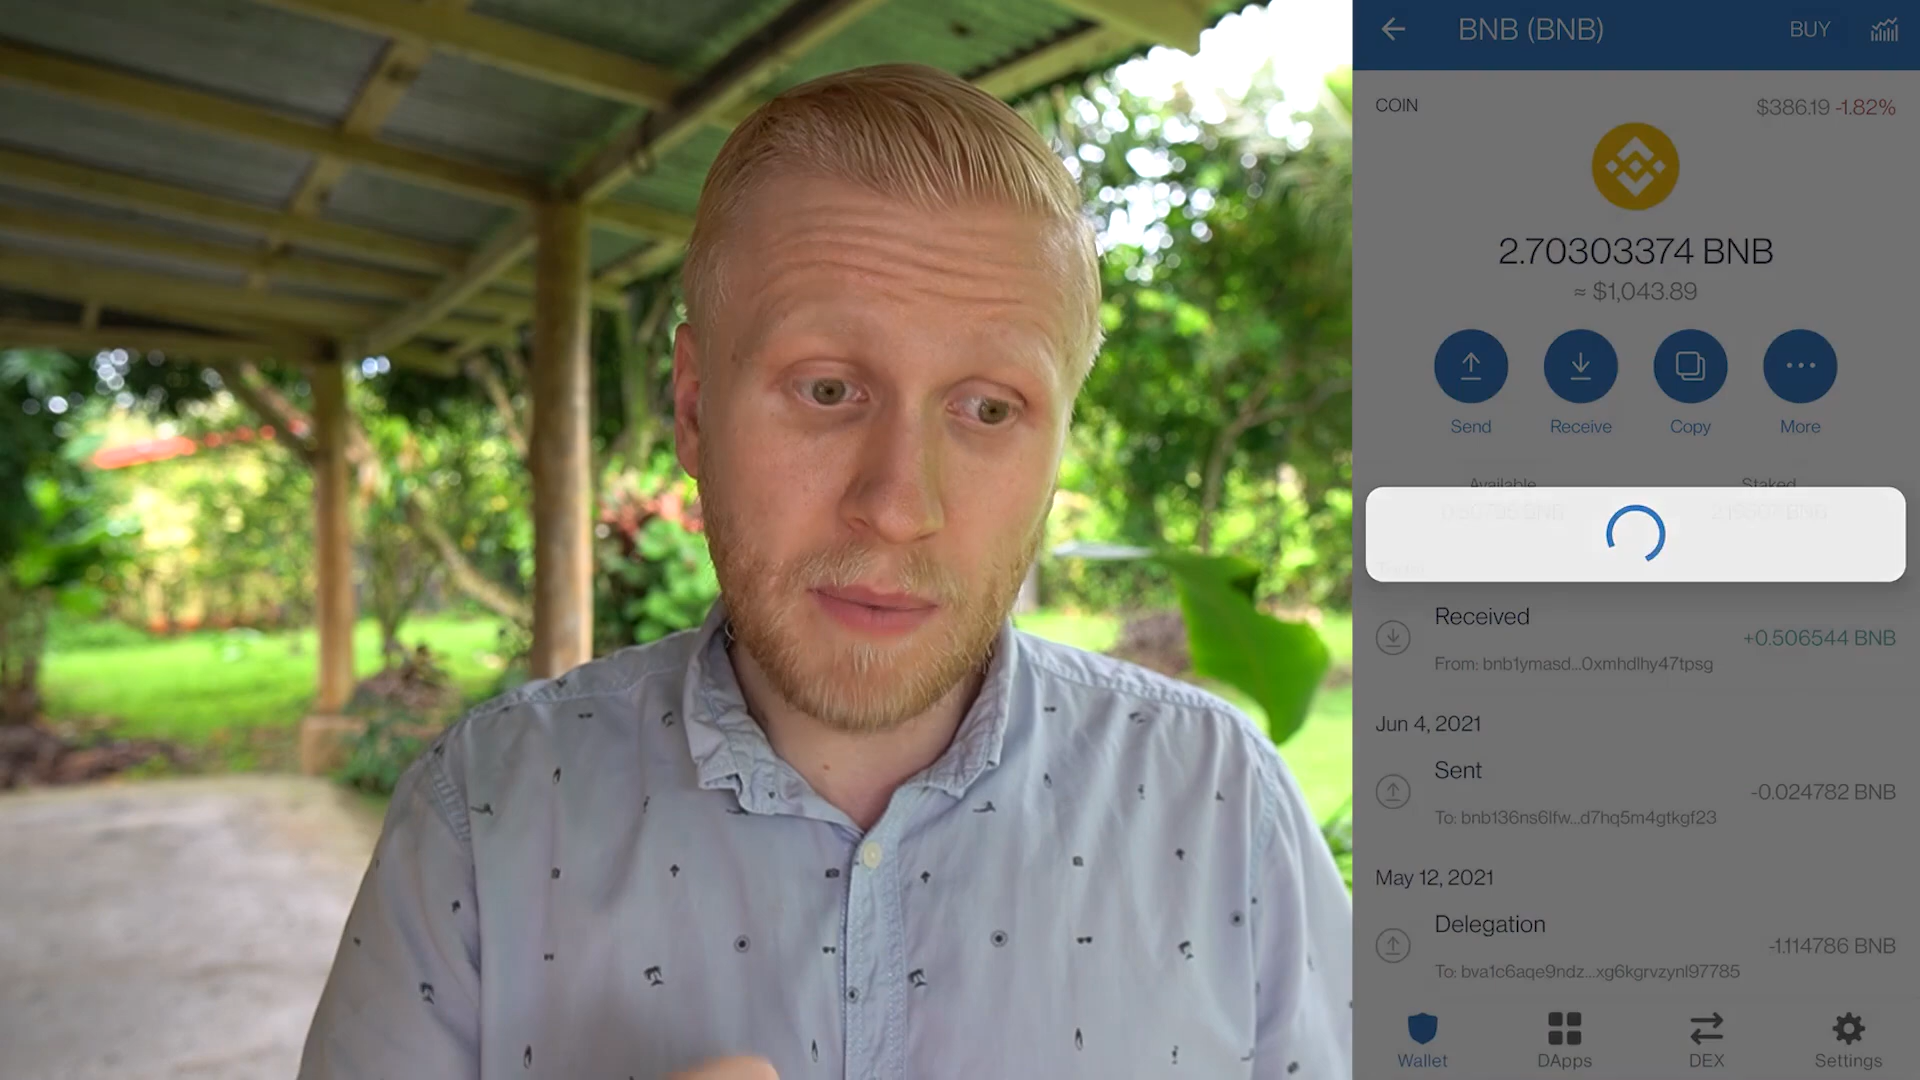 BNB (BNB)
BUY
COIN
$386.19 -1.82%
2.70303374 BNB
≈ $1,043.89
Send
Receive
Copy
More
Available
Staked
Received
+0.506544 BNB
From: bnb1ymasd...0xmhdlhy47tpsg
Jun 4, 2021
Sent
-0.024782 BNB
To: bnb136ns6lfw...d7hq5m4gtkgf23
May 12, 2021
Delegation
-1.114786 BNB
To: bva1c6aqe9ndz...xg6kgrvzynl97785
Wallet
DApps
DEX
Settings